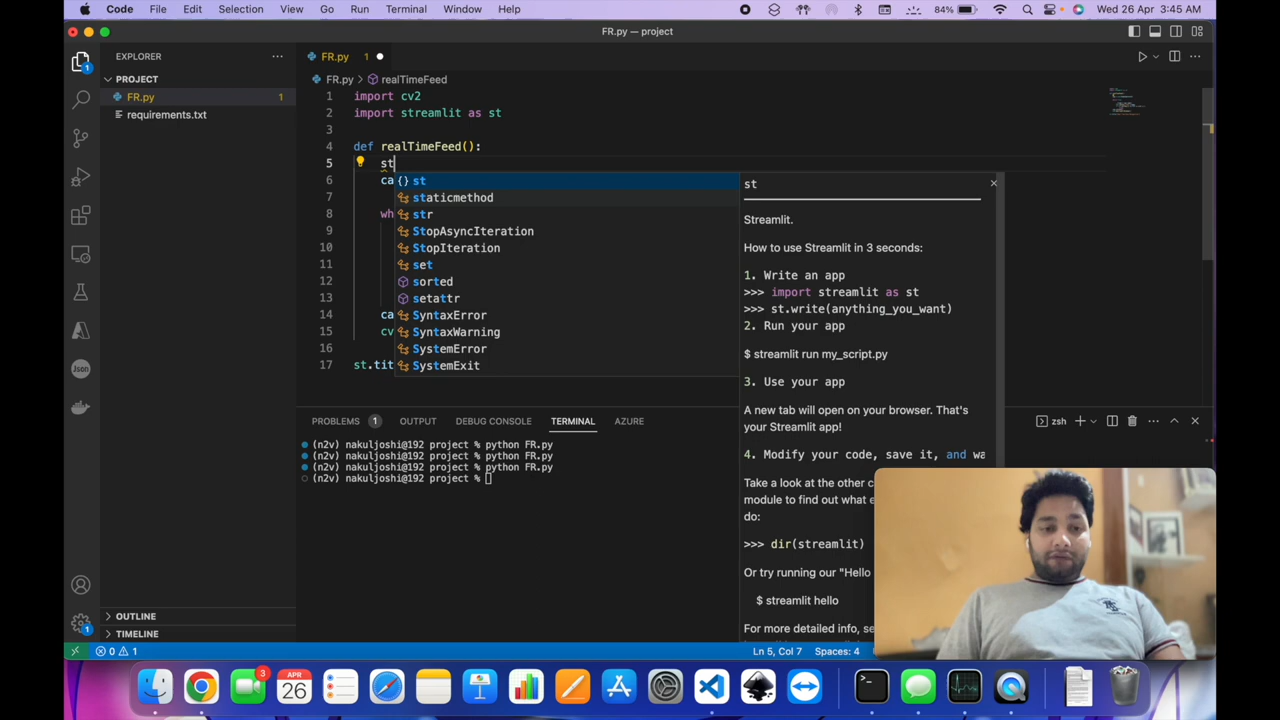 Code File Edit Selection View Go Run Terminal Window Help 84% Wed 26 Apr 3:45 AM
FR.py — project
EXPLORER
PROJECT
FR.py 1
requirements.txt
OUTLINE
TIMELINE
FR.py 1
FR.py > realTimeFeed
1 import cv2
2 import streamlit as st
3
4 def realTimeFeed():
5 st
6 ca
7
8 wh
9
10
11
12
13
14 ca
15 cv
16
17 st.tit
st
staticmethod
str
StopAsyncIteration
StopIteration
set
sorted
setattr
SyntaxError
SyntaxWarning
SystemError
SystemExit
st
Streamlit.
How to use Streamlit in 3 seconds:
1. Write an app
>>> import streamlit as st
>>> st.write(anything_you_want)
2. Run your app
$ streamlit run my_script.py
3. Use your app
A new tab will open on your browser. That's
your Streamlit app!
4. Modify your code, save it, and wa
Take a look at the other c
module to find out what e
do:
>>> dir(streamlit)
Or try running our "Hello
$ streamlit hello
For more detailed info, se
PROBLEMS 1 OUTPUT DEBUG CONSOLE TERMINAL AZURE
zsh
(n2v) nakuljoshi@192 project % python FR.py
(n2v) nakuljoshi@192 project % python FR.py
(n2v) nakuljoshi@192 project % python FR.py
(n2v) nakuljoshi@192 project %
1
1
Json
0 1 Ln 5, Col 7 Spaces: 4
3
APR
26